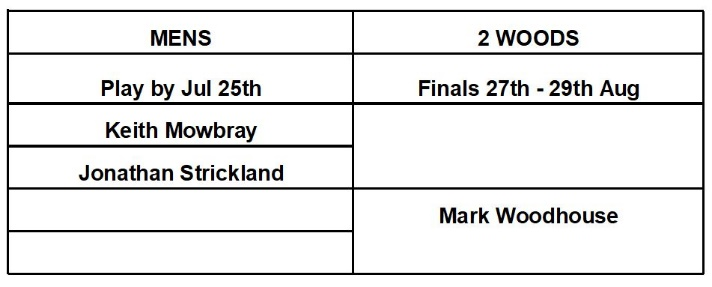 MENS
2 WOODS
Play by Jul 25th
Finals 27th - 29th Aug
Keith Mowbray
Jonathan Strickland
Mark Woodhouse